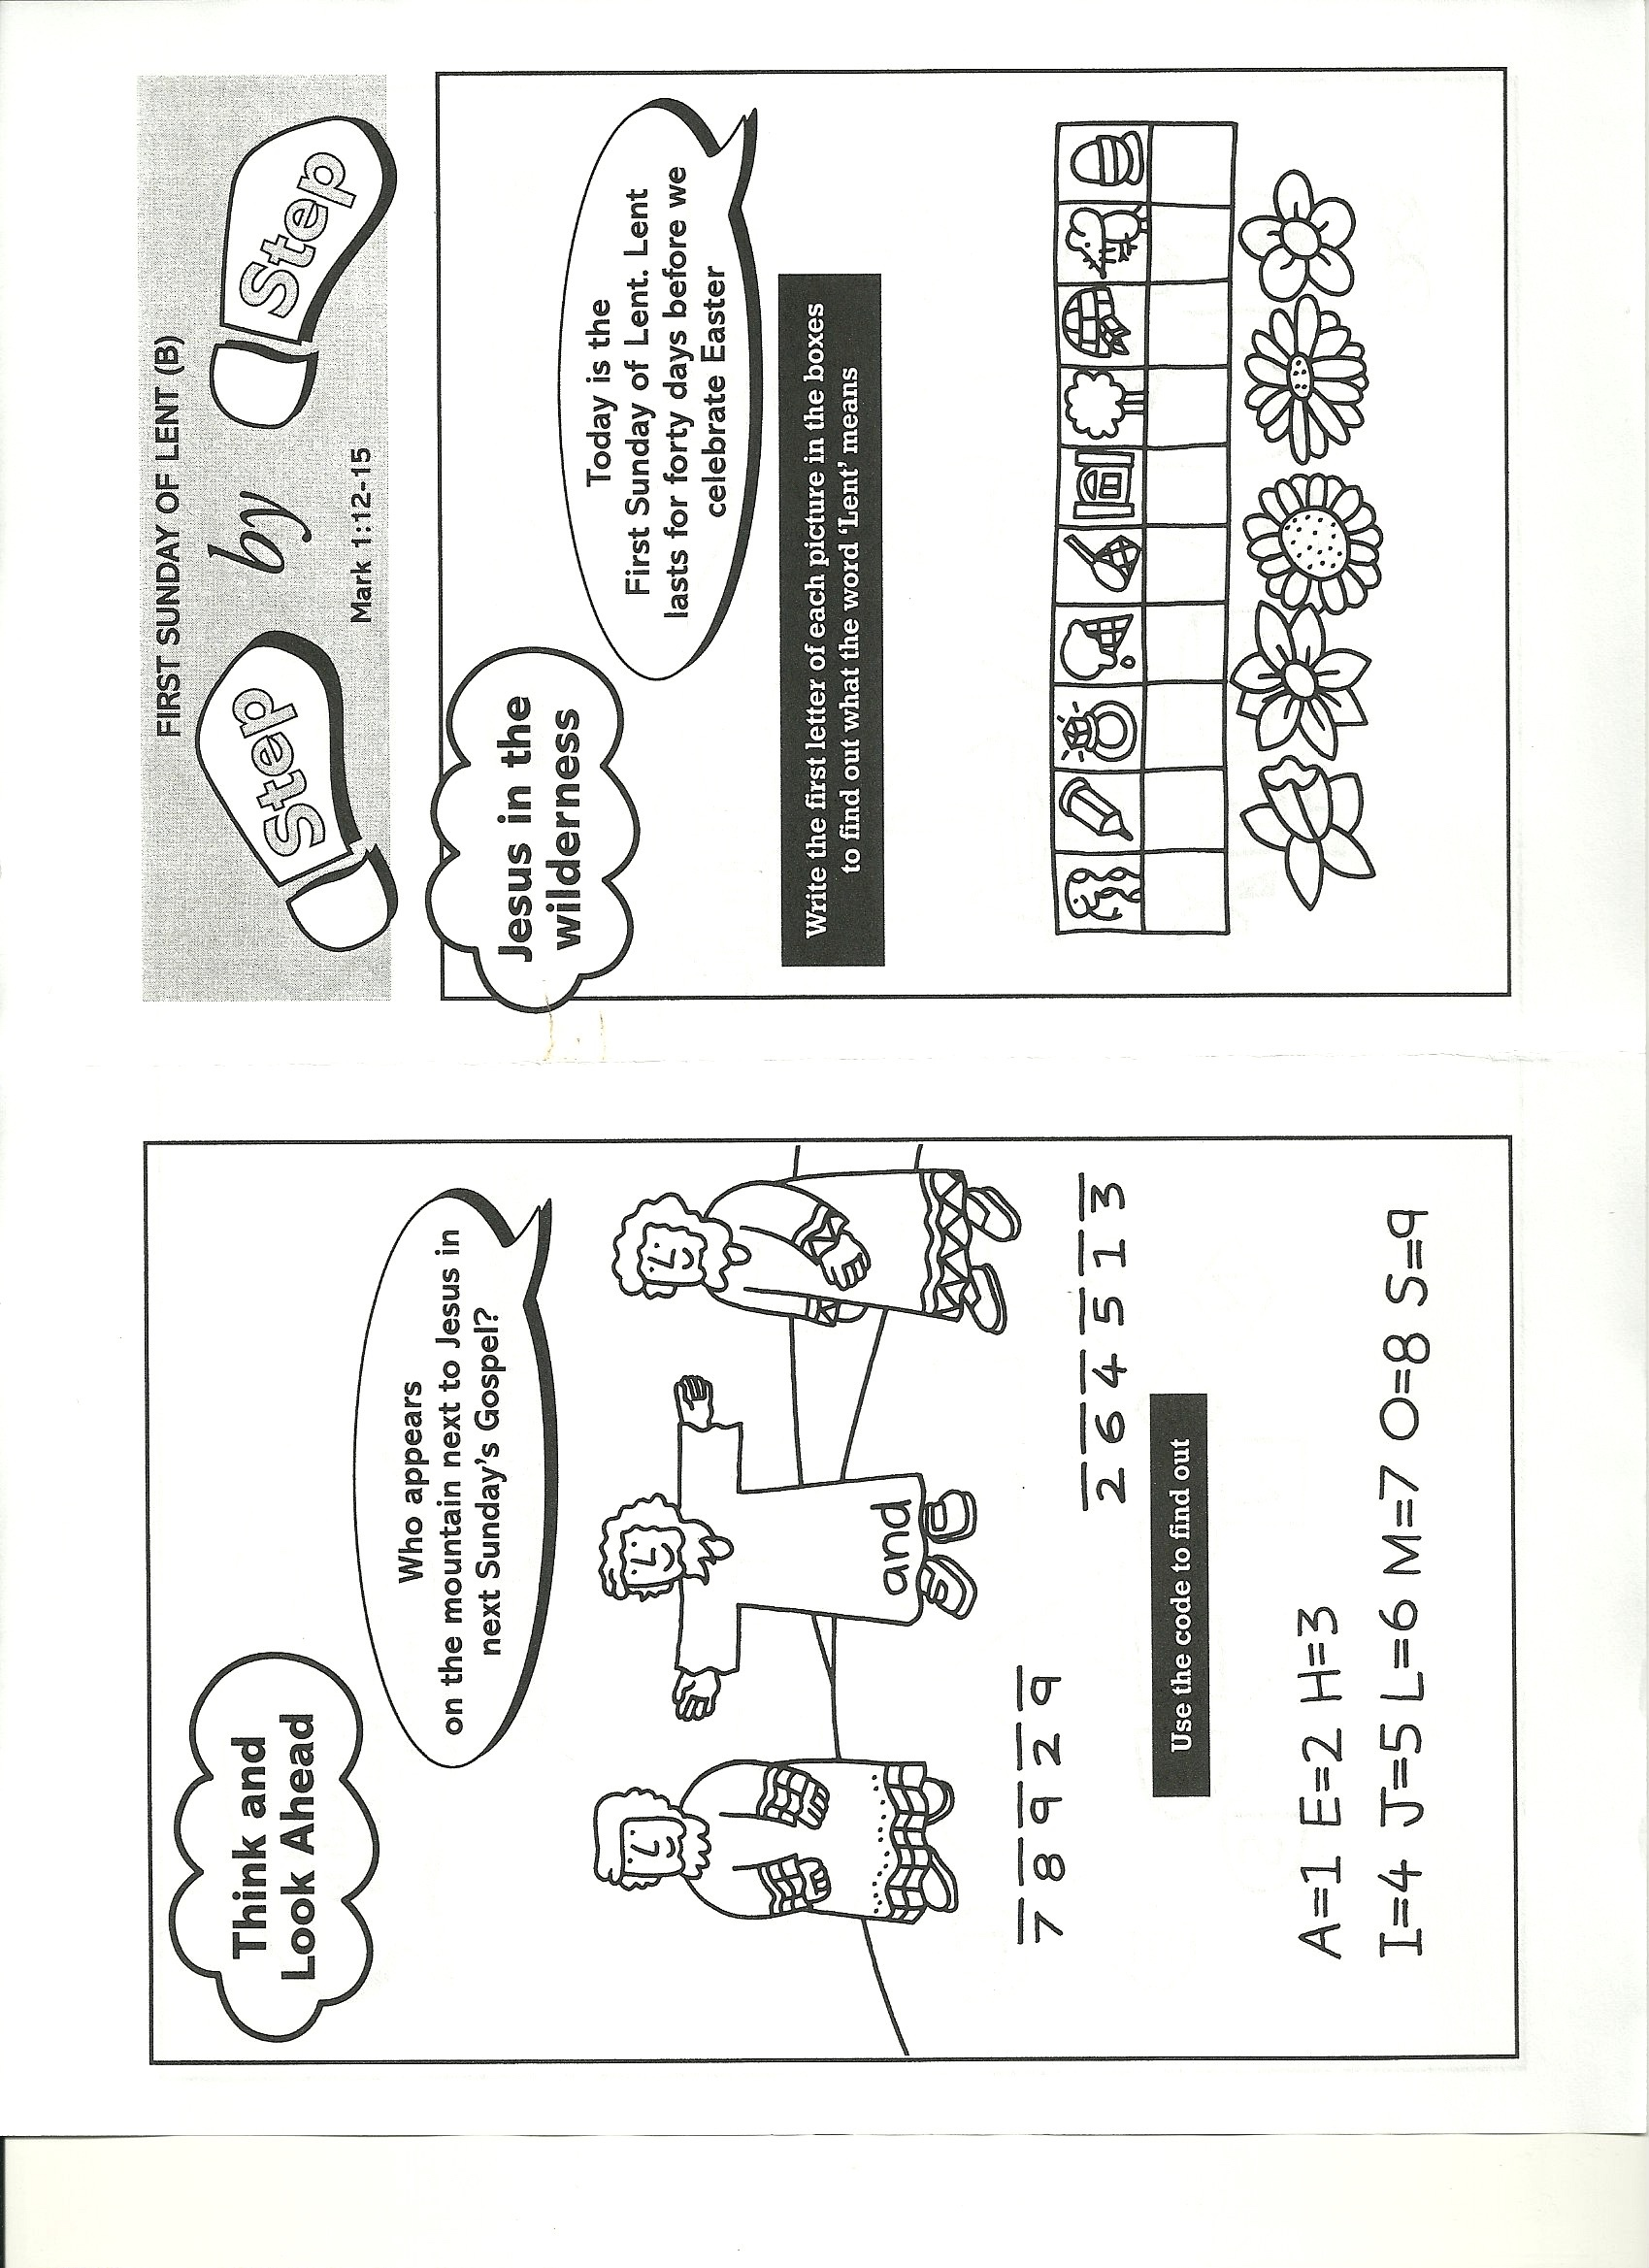 Think and
Look Ahead
Who appears
on the mountain next to Jesus in
next Sunday's Gospel?
and
7 8 9 2 9
2 6 4 5 1 3
Use the code to find out
A=1 E=2 H=3
I=4 J=5 L=6 M=7 O=8 S=9
FIRST SUNDAY OF LENT (B)
Step by Step
Mark 1:12-15
Jesus in the
wilderness
Today is the
First Sunday of Lent. Lent
lasts for forty days before we
celebrate Easter
Write the first letter of each picture in the boxes
to find out what the word 'Lent' means